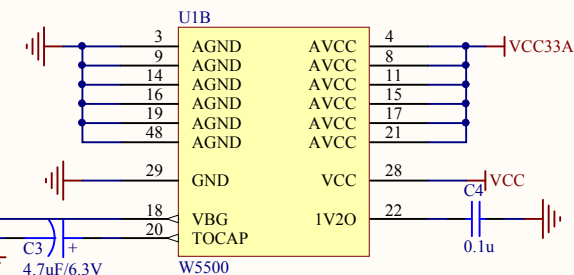 U1B
3 AGND AVCC 4 VCC33A
9 AGND AVCC 8
14 AGND AVCC 11
16 AGND AVCC 15
19 AGND AVCC 17
48 AGND AVCC 21
29 GND VCC 28 VCC
C4
18 VBG 1V2O 22
20 TOCAP
C3 + 0.1u
4.7uF/6.3V W5500